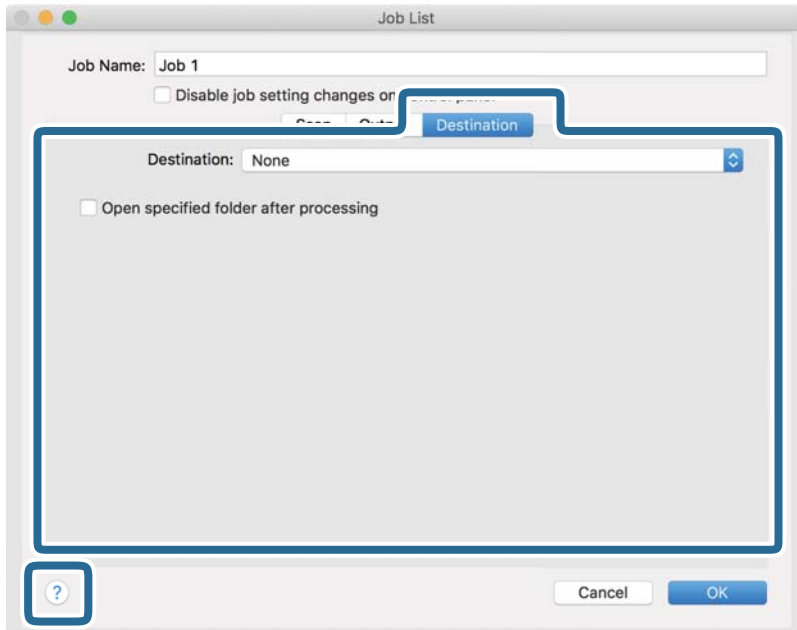 Job List
Job Name: Job 1
Disable job setting changes on
Destination
Destination: None
Open specified folder after processing
?
Cancel OK